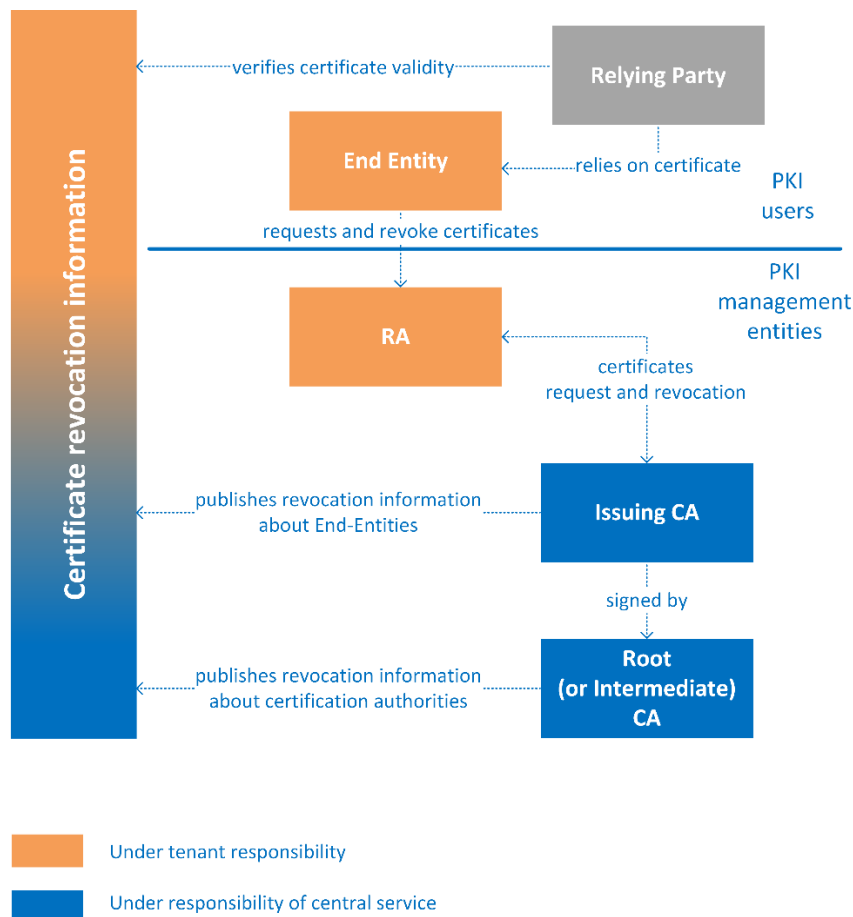 Certificate revocation information
verifies certificate validity
Relying Party
End Entity
relies on certificate
PKI
users
requests and revoke certificates
PKI
management
entities
RA
certificates
request and revocation
publishes revocation information
about End-Entities
Issuing CA
signed by
Root
(or Intermediate)
CA
publishes revocation information
about certification authorities
Under tenant responsibility
Under responsibility of central service